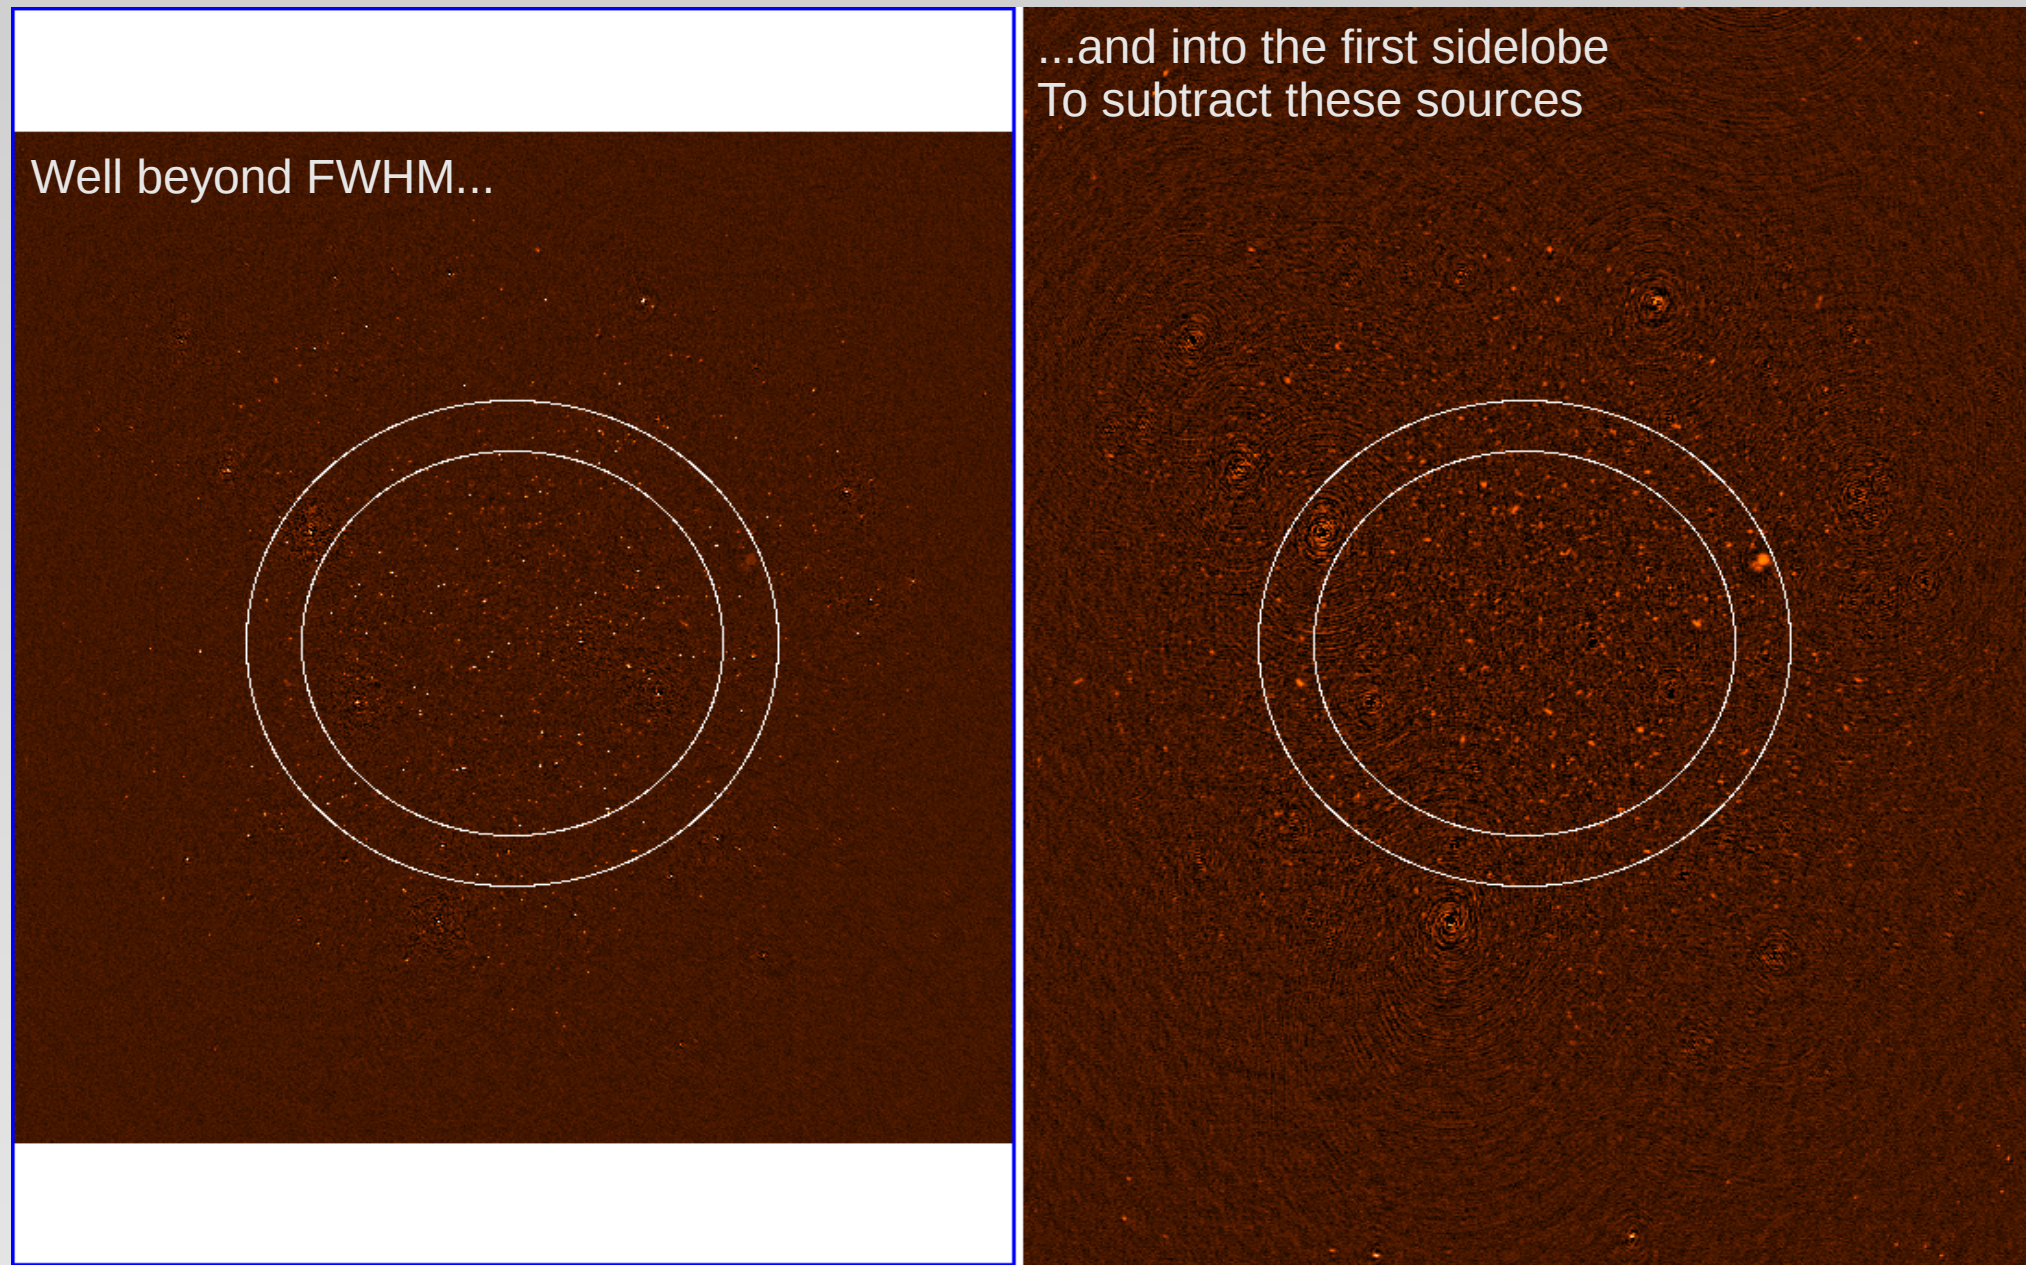 Well beyond FWHM...
...and into the first sidelobe
To subtract these sources